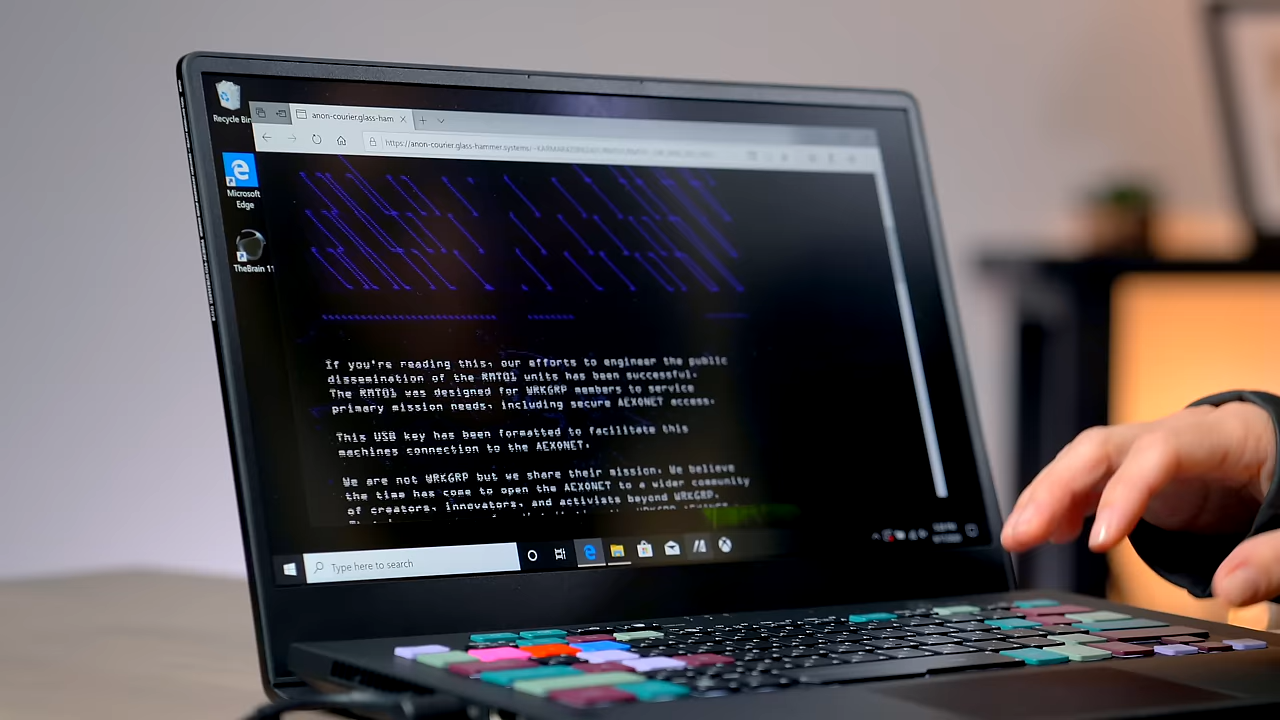 Recycle Bin
anon-courier.glass-ham
https://anon-courier.glass-hammer.systems/
Microsoft
Edge
TheBrain 11
If you're reading this, our efforts to engineer the public
dissemination of the RMT01 units has been successful.
The RMT01 was designed for WRKGRP members to service
primary mission needs, including secure AEXONET access.
This USB key has been formatted to facilitate this
machines connection to the AEXONET.
We are not WRKGRP but we share their mission. We believe
the time has come to open the AEXONET to a wider community
of creators, innovators, and activists beyond WRKGRP.
Type here to search